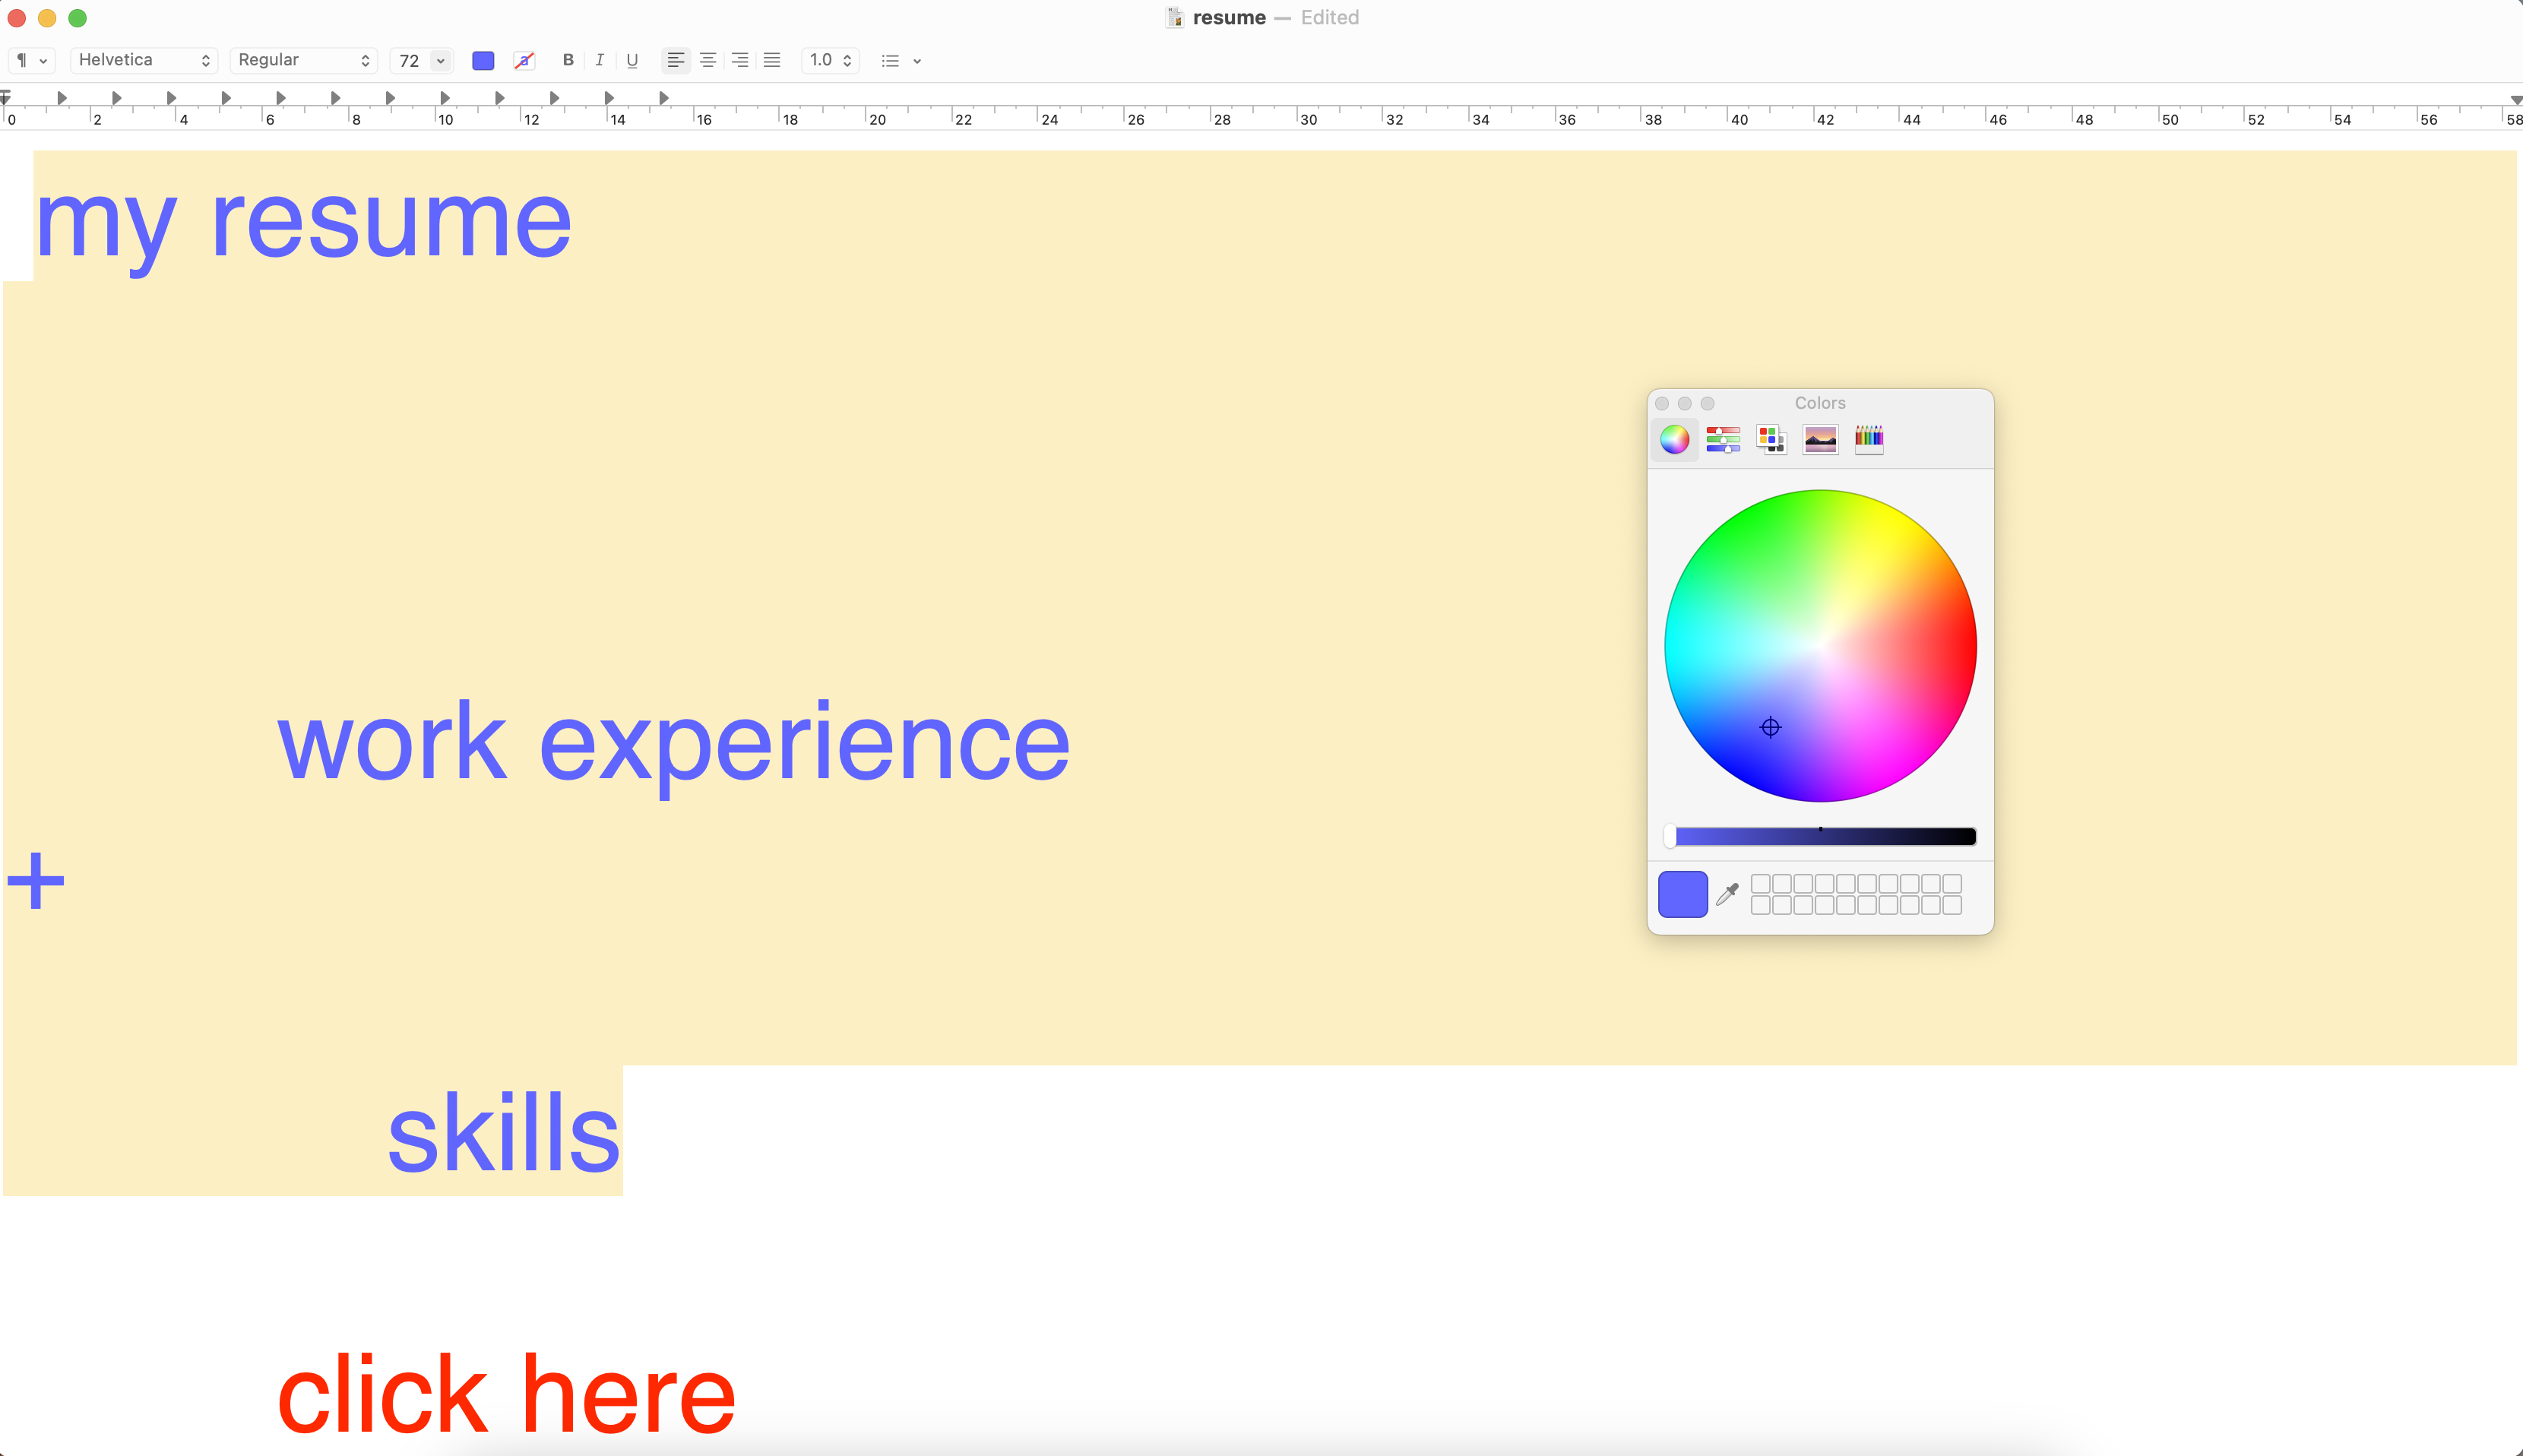 resume — Edited
¶ Helvetica Regular 72 a B I U 1.0
0 2 4 6 8 10 12 14 16 18 20 22 24 26 28 30 32 34 36 38 40 42 44 46 48 50 52 54 56 58
my resume
Colors
work experience
+
skills
click here